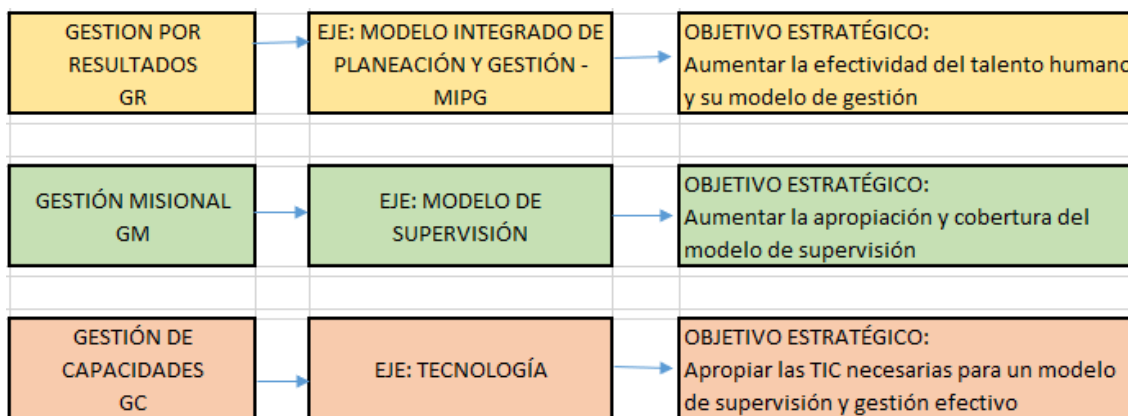 GESTION POR
RESULTADOS
GR
EJE: MODELO INTEGRADO DE
PLANEACIÓN Y GESTIÓN -
MIPG
OBJETIVO ESTRATÉGICO:
Aumentar la efectividad del talento humano
y su modelo de gestión
GESTIÓN MISIONAL
GM
EJE: MODELO DE
SUPERVISIÓN
OBJETIVO ESTRATÉGICO:
Aumentar la apropiación y cobertura del
modelo de supervisión
GESTIÓN DE
CAPACIDADES
GC
EJE: TECNOLOGÍA
OBJETIVO ESTRATÉGICO:
Apropiar las TIC necesarias para un modelo
de supervisión y gestión efectivo